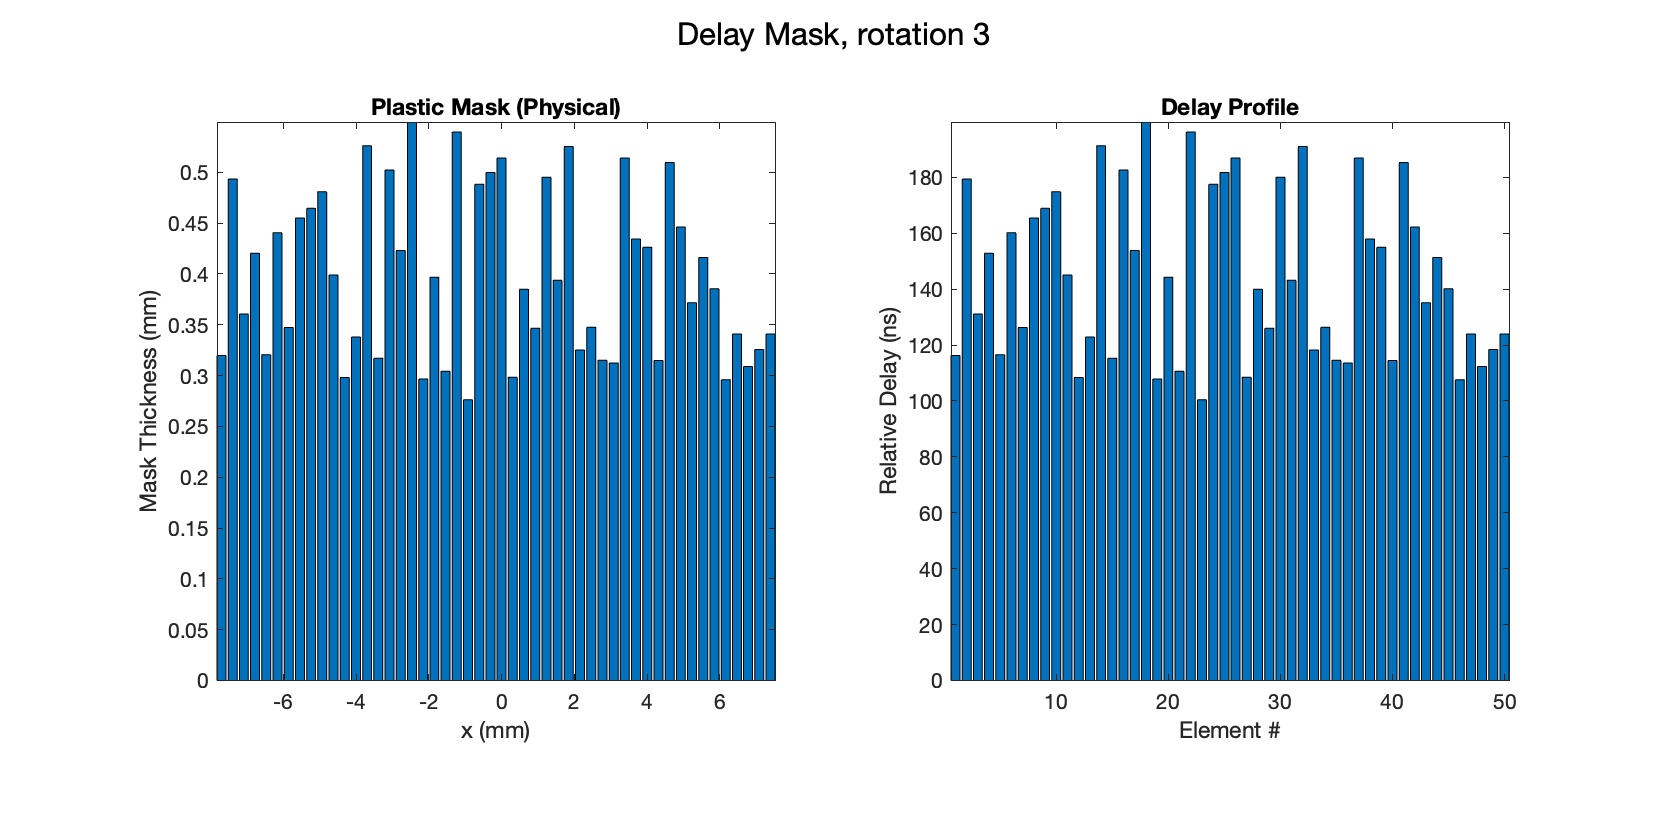 Delay Mask, rotation 3
Plastic Mask (Physical)
Mask Thickness (mm)
0.5
0.45
0.4
0.35
0.3
0.25
0.2
0.15
0.1
0.05
0
-6 -4 -2 0 2 4 6
x (mm)
Delay Profile
Relative Delay (ns)
180
160
140
120
100
80
60
40
20
0
10 20 30 40 50
Element #